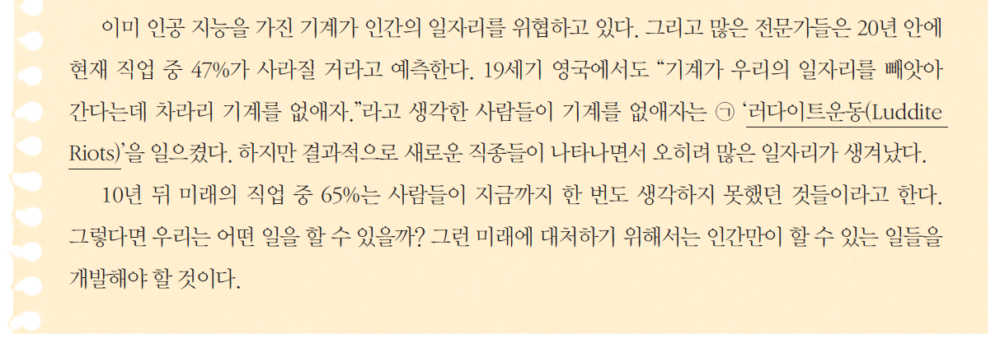 이미 인공 지능을 가진 기계가 인간의 일자리를 위협하고 있다. 그리고 많은 전문가들은 20년 안에
현재 직업 중 47%가 사라질 거라고 예측한다. 19세기 영국에서도 “기계가 우리의 일자리를 빼앗아
간다는데 차라리 기계를 없애자.”라고 생각한 사람들이 기계를 없애자는 ㉠ ‘러다이트운동(Luddite
Riots)’을 일으켰다. 하지만 결과적으로 새로운 직종들이 나타나면서 오히려 많은 일자리가 생겨났다.
10년 뒤 미래의 직업 중 65%는 사람들이 지금까지 한 번도 생각하지 못했던 것들이라고 한다.
그렇다면 우리는 어떤 일을 할 수 있을까? 그런 미래에 대처하기 위해서는 인간만이 할 수 있는 일들을
개발해야 할 것이다.